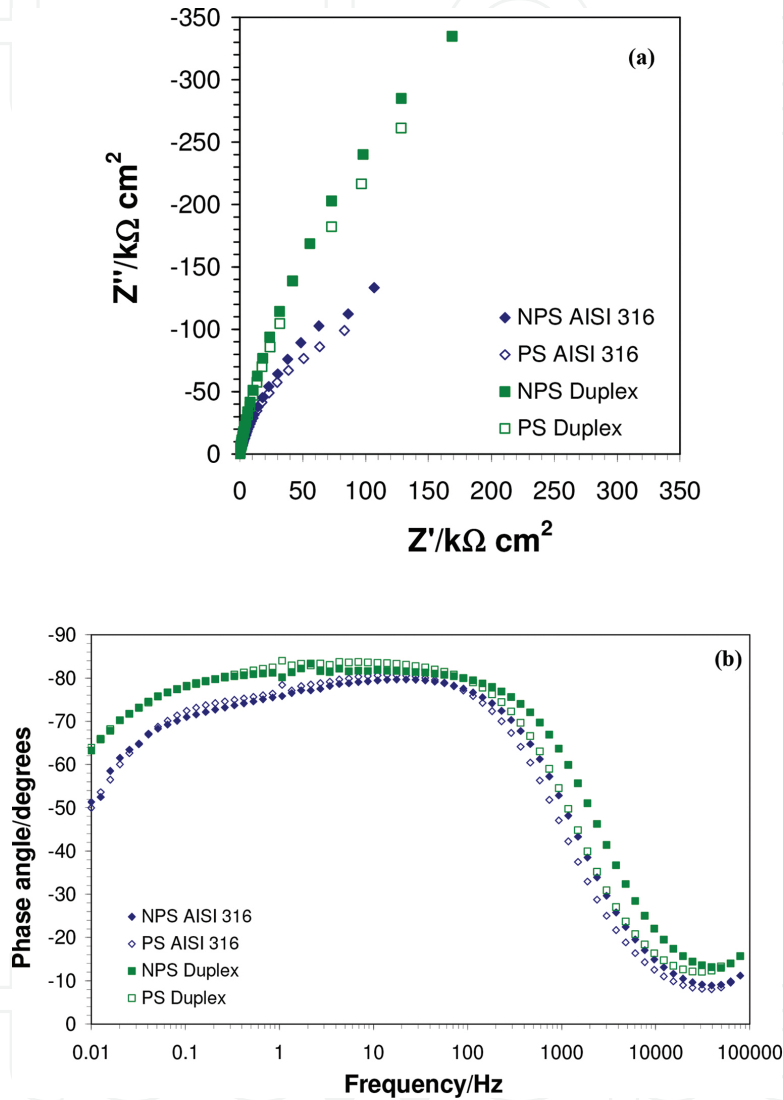 (a)
-350
-300
-250
-200
-150
-100
-50
0
Z''/kΩ cm²
NPS AISI 316
PS AISI 316
NPS Duplex
PS Duplex
0 50 100 150 200 250 300 350
Z'/kΩ cm²
(b)
-90
-80
-70
-60
-50
-40
-30
-20
-10
0
Phase angle/degrees
NPS AISI 316
PS AISI 316
NPS Duplex
PS Duplex
0.01 0.1 1 10 100 1000 10000 100000
Frequency/Hz